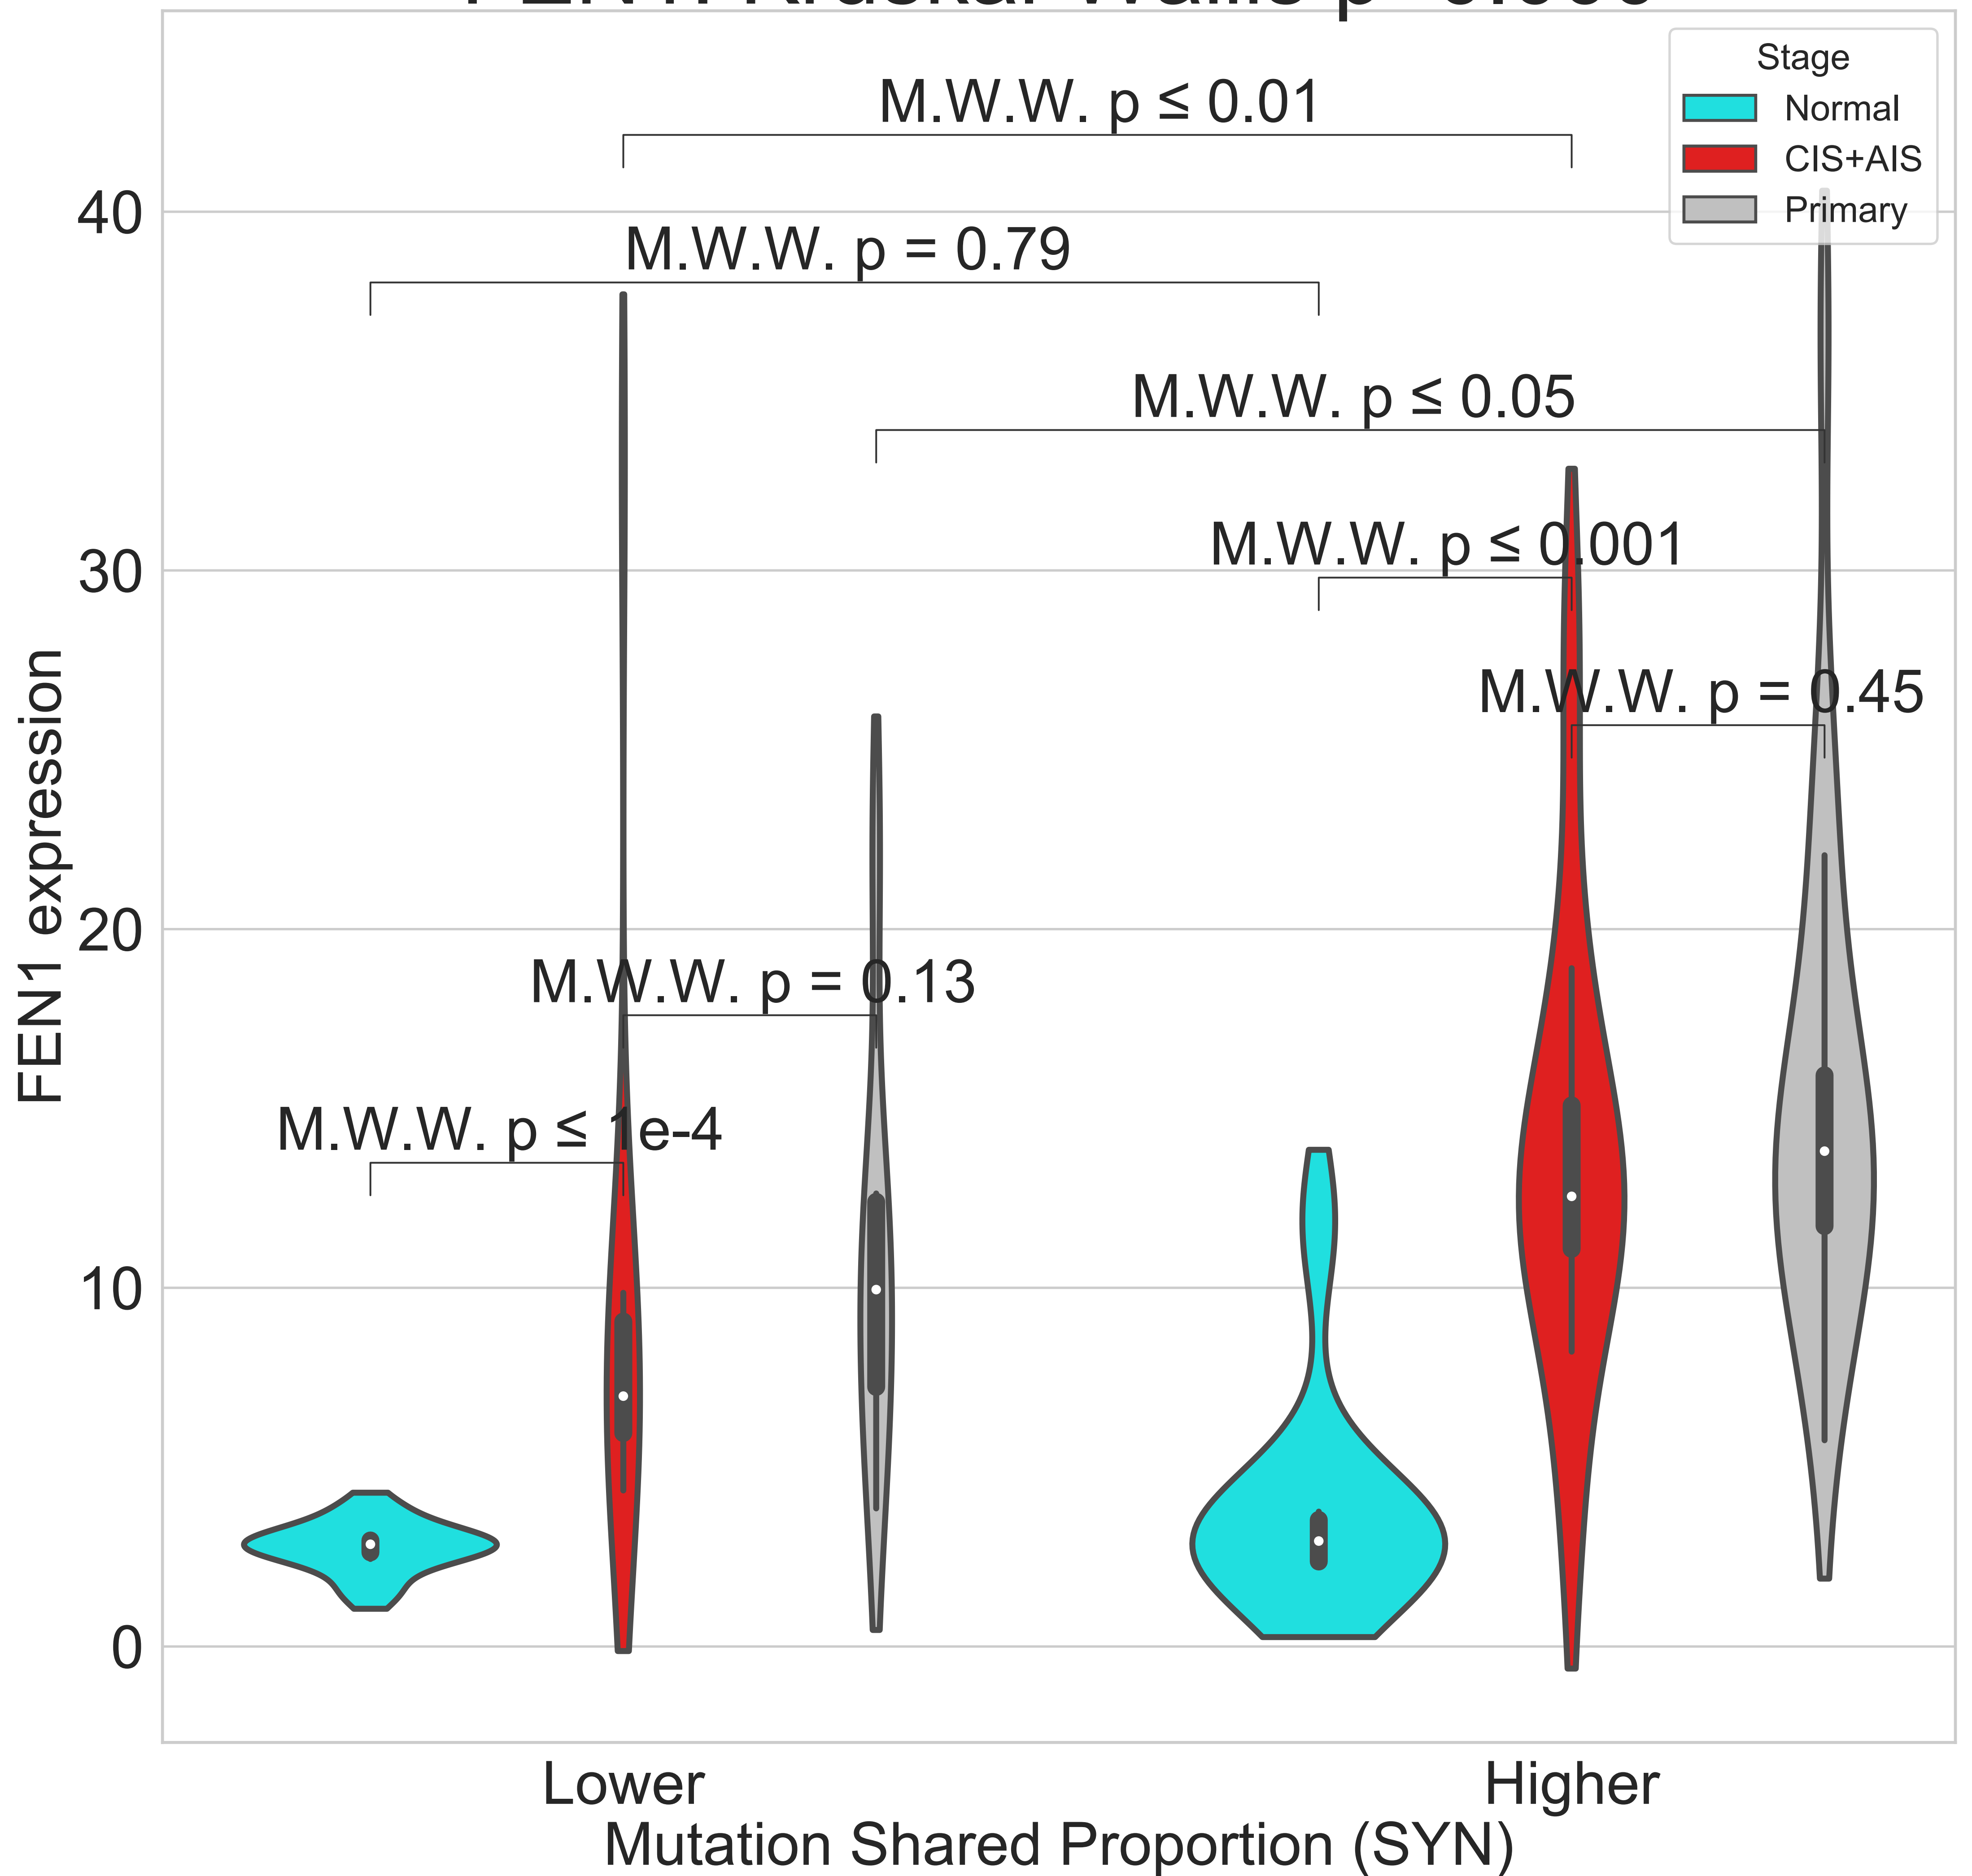 Stage
Normal
CIS+AIS
Primary
M.W.W. p ≤ 0.01
M.W.W. p = 0.79
M.W.W. p ≤ 0.05
M.W.W. p ≤ 0.001
M.W.W. p = 0.45
M.W.W. p = 0.13
M.W.W. p ≤ 1e-4
40
30
20
10
0
FEN1 expression
Lower
Higher
Mutation Shared Proportion (SYN)